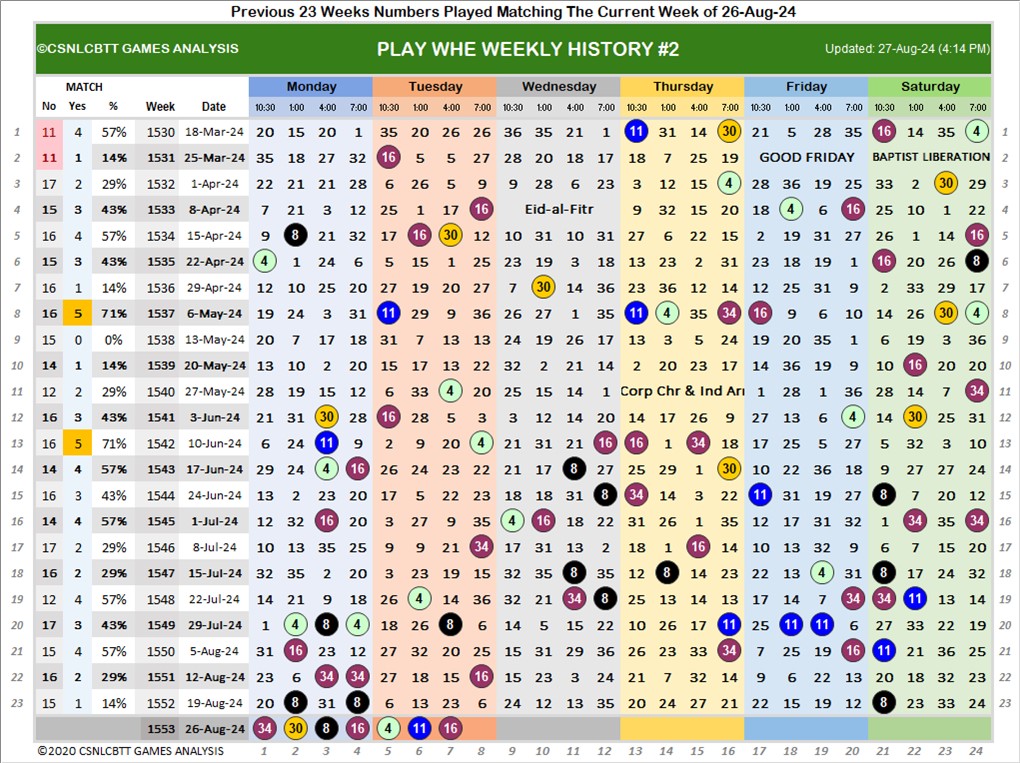 Previous 23 Weeks Numbers Played Matching The Current Week of 26-Aug-24
©CSNLCBTT GAMES ANALYSIS PLAY WHE WEEKLY HISTORY #2 Updated: 27-Aug-24 (4:14 PM)
MATCH Monday Tuesday Wednesday Thursday Friday Saturday
No Yes % Week Date 10:30 1:00 4:00 7:00 10:30 1:00 4:00 7:00 10:30 1:00 4:00 7:00 10:30 1:00 4:00 7:00 10:30 1:00 4:00 7:00 10:30 1:00 4:00 7:00
1 11 4 57% 1530 18-Mar-24 20 15 20 1 35 20 26 26 36 35 21 1 11 31 14 30 21 5 28 35 16 14 35 4 1
2 11 1 14% 1531 25-Mar-24 35 18 27 32 16 5 5 27 28 20 18 17 18 7 25 19 GOOD FRIDAY BAPTIST LIBERATION 2
3 17 2 29% 1532 1-Apr-24 22 21 21 28 6 26 5 9 9 28 6 23 3 12 15 4 28 36 19 25 33 2 30 29 3
4 15 3 43% 1533 8-Apr-24 7 21 3 12 25 1 17 16 Eid-al-Fitr 9 32 15 20 18 4 6 16 25 10 1 22 4
5 16 4 57% 1534 15-Apr-24 9 8 21 32 17 16 30 12 10 31 10 31 27 6 22 15 2 19 31 27 26 1 14 16 5
6 15 3 43% 1535 22-Apr-24 4 1 24 6 5 15 1 25 23 19 3 18 13 23 2 31 23 18 19 1 16 20 26 8 6
7 16 1 14% 1536 29-Apr-24 12 10 25 20 27 19 20 27 7 30 14 36 23 36 12 14 12 25 31 9 2 33 29 17 7
8 16 5 71% 1537 6-May-24 19 24 3 31 11 29 9 36 26 27 1 35 11 4 35 34 16 9 6 10 14 26 30 4 8
9 15 0 0% 1538 13-May-24 20 7 17 18 31 7 13 13 24 19 26 17 13 3 5 24 19 20 35 1 6 19 3 36 9
10 14 1 14% 1539 20-May-24 13 10 2 20 15 17 13 22 32 2 21 14 2 20 23 17 14 36 19 9 10 16 20 20 10
11 12 2 29% 1540 27-May-24 28 19 15 12 6 33 4 20 25 15 14 1 Corp Chr & Ind Arr 1 28 1 36 28 14 7 34 11
12 16 3 43% 1541 3-Jun-24 21 31 30 28 16 28 5 3 3 12 14 20 14 17 26 9 27 13 6 4 22 30 25 31 12
13 16 5 71% 1542 10-Jun-24 6 24 11 9 2 9 20 4 21 31 21 16 16 1 34 18 17 25 5 27 5 32 3 10 13
14 14 4 57% 1543 17-Jun-24 29 24 4 16 26 24 23 22 21 17 8 27 25 29 1 30 10 22 36 18 9 27 27 24 14
15 16 3 43% 1544 24-Jun-24 13 2 23 20 17 5 22 23 18 18 31 8 34 14 3 22 11 31 19 27 8 7 20 12 15
16 14 4 57% 1545 1-Jul-24 12 32 16 20 3 27 9 35 4 16 18 22 31 26 1 35 12 17 31 32 1 34 35 34 16
17 17 2 29% 1546 8-Jul-24 10 13 35 25 9 9 21 34 17 31 13 2 18 1 16 14 10 13 32 9 6 7 15 20 17
18 16 2 29% 1547 15-Jul-24 32 35 2 20 3 23 19 15 32 35 8 35 12 8 14 23 22 13 4 31 8 17 24 32 18
19 12 4 57% 1548 22-Jul-24 14 21 9 18 26 4 14 36 32 21 34 8 25 13 14 13 17 14 7 34 34 11 13 14 19
20 17 3 43% 1549 29-Jul-24 1 4 8 4 18 26 8 6 14 5 15 22 10 26 17 11 25 11 11 6 27 33 22 19 20
21 15 4 57% 1550 5-Aug-24 31 16 23 12 27 32 20 25 15 31 29 36 26 23 33 34 7 25 19 16 11 21 36 25 21
22 16 2 29% 1551 12-Aug-24 23 6 34 34 27 18 15 16 15 23 3 24 21 7 32 14 9 6 22 13 20 18 32 23 22
23 15 1 14% 1552 19-Aug-24 20 8 31 8 6 13 23 6 24 12 13 35 20 24 27 21 22 15 19 12 8 23 33 24 23
1553 26-Aug-24 34 30 8 16 4 11 16
©2020 CSNLCBTT GAMES ANALYSIS 1 2 3 4 5 6 7 8 9 10 11 12 13 14 15 16 17 18 19 20 21 22 23 24